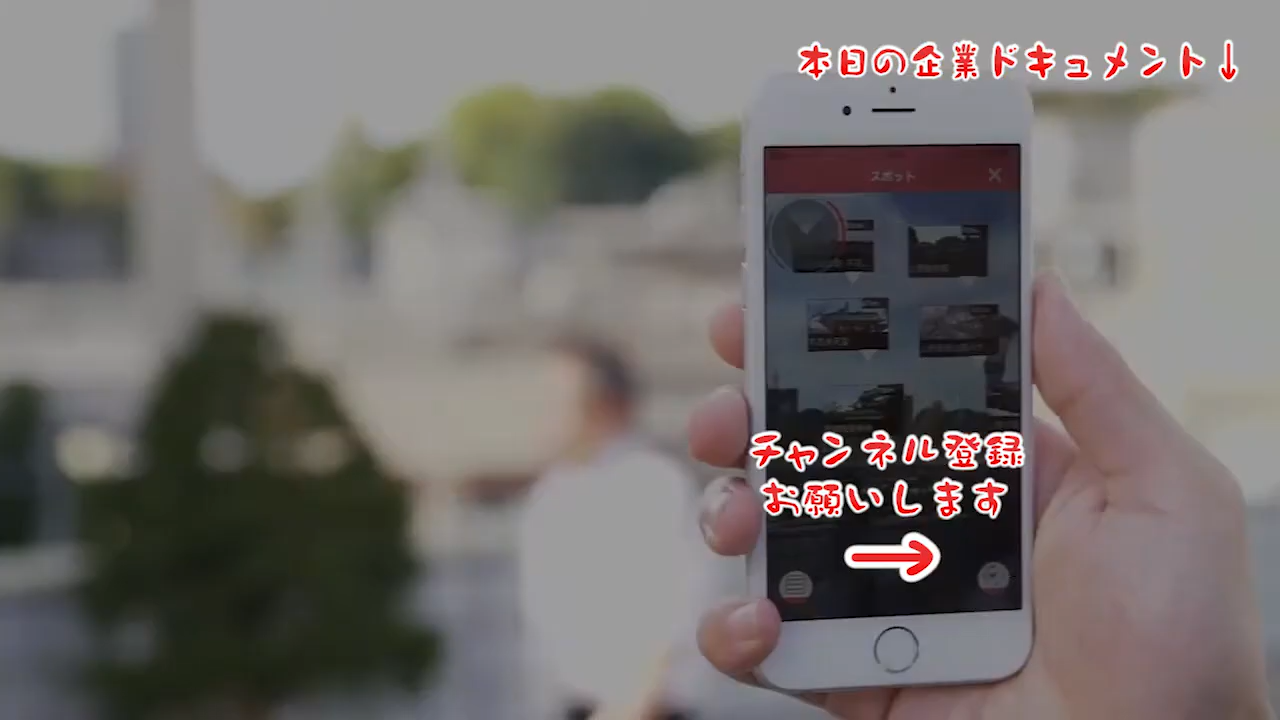 本日の企業ドキュメント↓
スポット
チャンネル登録
お願いします
→